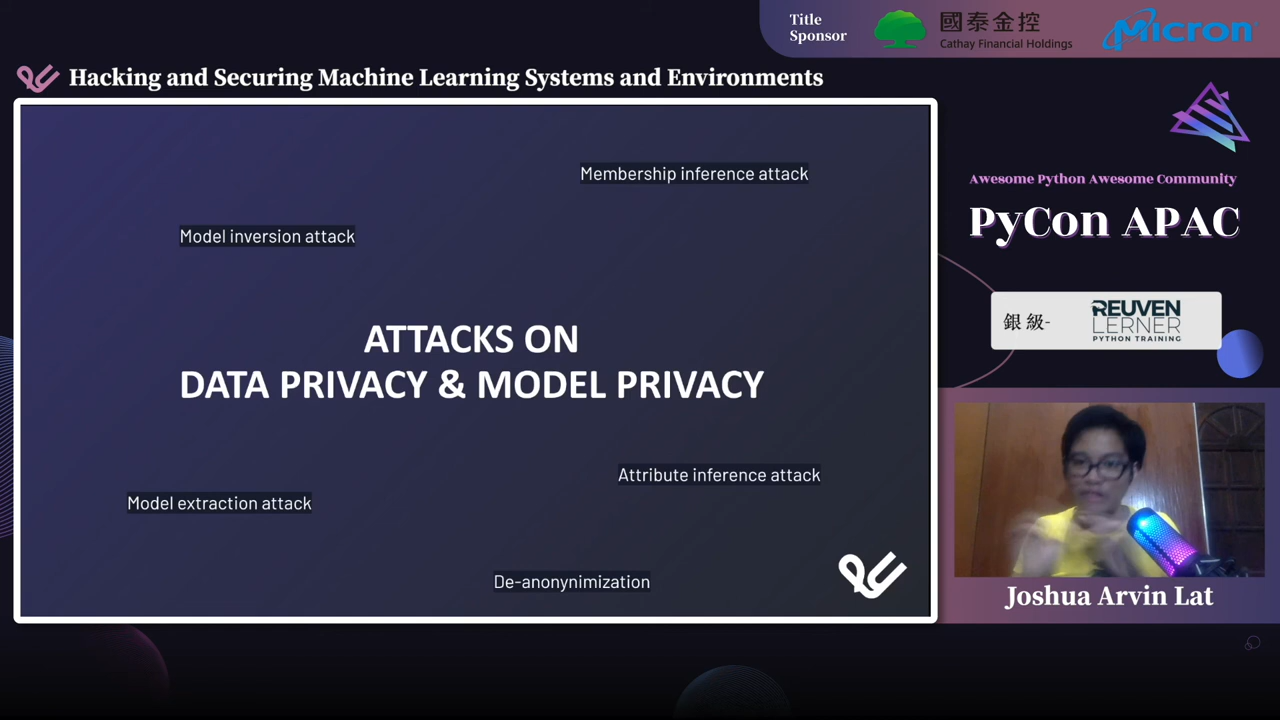 Title
Sponsor
國泰金控
Cathay Financial Holdings
Micron
Hacking and Securing Machine Learning Systems and Environments
Membership inference attack
Model inversion attack
ATTACKS ON
DATA PRIVACY & MODEL PRIVACY
Attribute inference attack
Model extraction attack
De-anonynimization
Awesome Python Awesome Community
PyCon APAC
銀級-
REUVEN
LERNER
PYTHON TRAINING
Joshua Arvin Lat